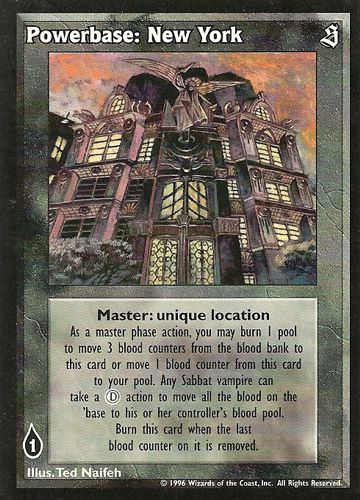 Powerbase: New York
Master: unique location
As a master phase action, you may burn 1 pool
to move 3 blood counters from the blood bank to
this card or move 1 blood counter from this card
to your pool. Any Sabbat vampire can
take a Ⓓ action to move all the blood on the
'base to his or her controller's blood pool.
Burn this card when the last
blood counter on it is removed.
1
Illus. Ted Naifeh
© 1996 Wizards of the Coast, Inc. All Rights Reserved.